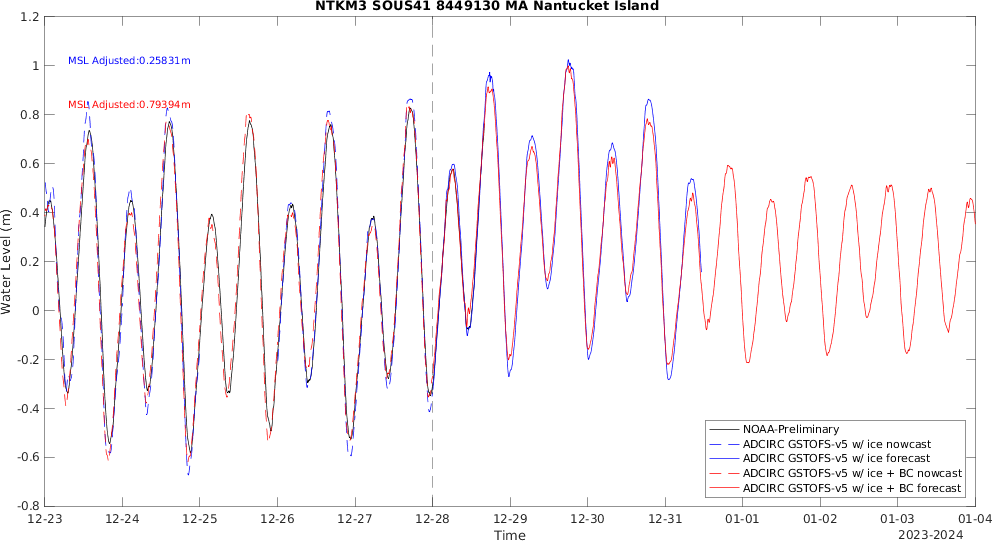 NTKM3 SOUS41 8449130 MA Nantucket Island
1.2
1
0.8
0.6
0.4
0.2
0
-0.2
-0.4
-0.6
-0.8
Water Level (m)
MSL Adjusted:0.25831m
MSL Adjusted:0.79394m
NOAA-Preliminary
ADCIRC GSTOFS-v5 w/ ice nowcast
ADCIRC GSTOFS-v5 w/ ice forecast
ADCIRC GSTOFS-v5 w/ ice + BC nowcast
ADCIRC GSTOFS-v5 w/ ice + BC forecast
12-23 12-24 12-25 12-26 12-27 12-28 12-29 12-30 12-31 01-01 01-02 01-03 01-04
Time
2023-2024